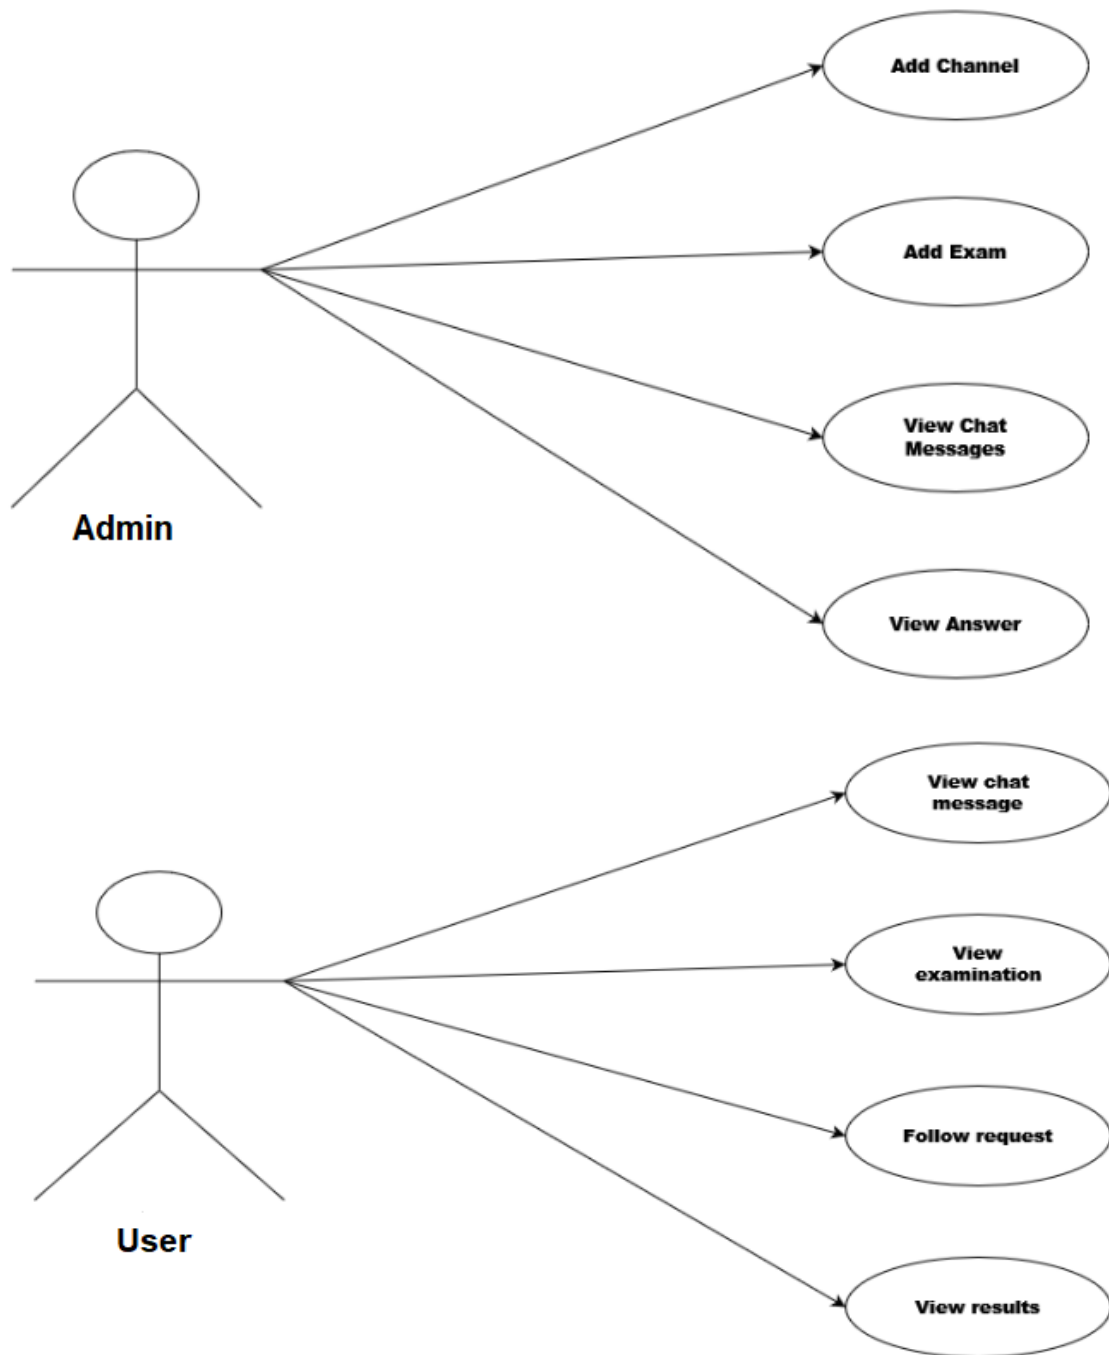 Add Channel
Add Exam
View Chat
Messages
Admin
View Answer
View chat
message
View
examination
Follow request
User
View results